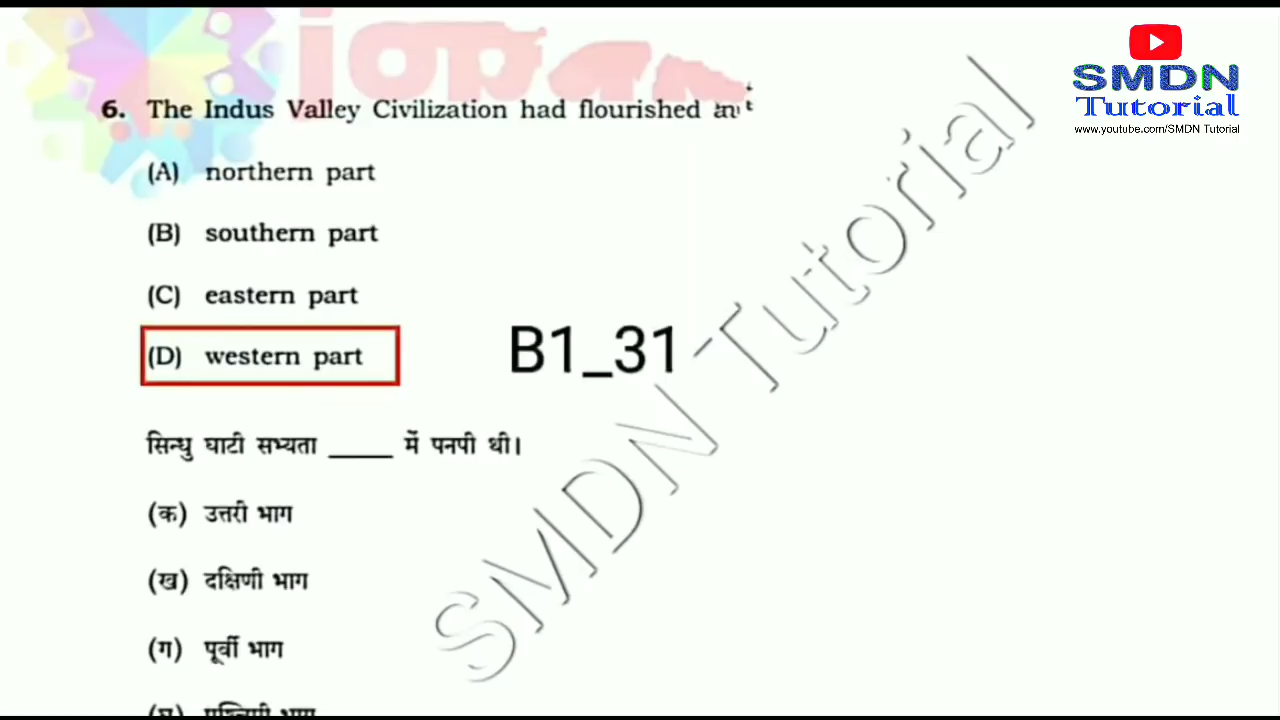 SMDN
Tutorial
www.youtube.com/SMDN Tutorial
6. The Indus Valley Civilization had flourished
(A) northern part
(B) southern part
(C) eastern part
(D) western part
B1_31
सिन्धु घाटी सभ्यता _____ में पनपी थी।
(क) उत्तरी भाग
(ख) दक्षिणी भाग
(ग) पूर्वी भाग
SMDN Tutorial